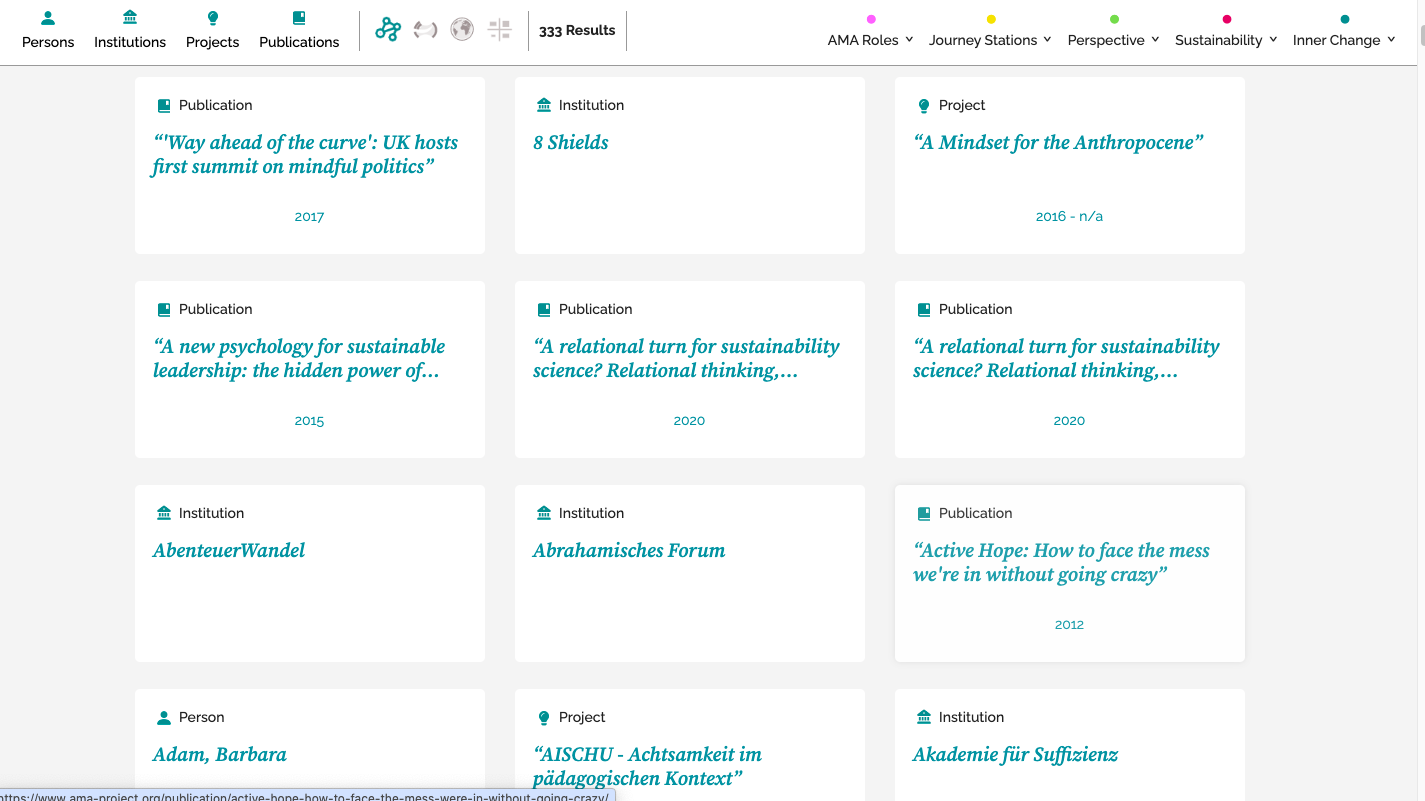 Persons
Institutions
Projects
Publications
333 Results
AMA Roles
Journey Stations
Perspective
Sustainability
Inner Change
Publication
“'Way ahead of the curve': UK hosts
first summit on mindful politics”
2017
Institution
8 Shields
Project
“A Mindset for the Anthropocene”
2016 - n/a
Publication
“A new psychology for sustainable
leadership: the hidden power of…
2015
Publication
“A relational turn for sustainability
science? Relational thinking,…
2020
Publication
“A relational turn for sustainability
science? Relational thinking,…
2020
Institution
AbenteuerWandel
Institution
Abrahamisches Forum
Publication
“Active Hope: How to face the mess
we're in without going crazy”
2012
Person
Adam, Barbara
Project
“AISCHU - Achtsamkeit im
pädagogischen Kontext”
Institution
Akademie für Suffizienz
https://www.ama-project.org/publication/active-hope-how-to-face-the-mess-were-in-without-going-crazy/